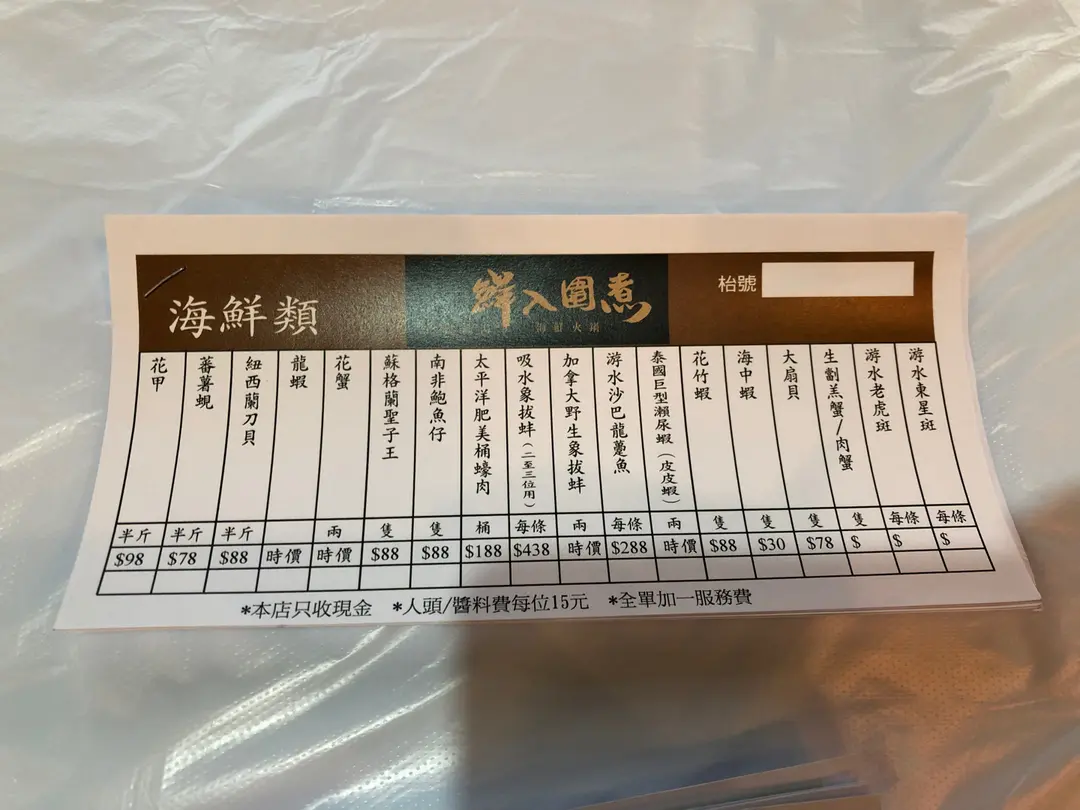 海鮮類
鮮入圍煮
海鮮火鍋
枱號
游水東星斑
每條
$
游水老虎斑
每條
$
生劏羔蟹/肉蟹
隻
$
大扇貝
隻
$78
海中蝦
隻
$30
花竹蝦
隻
$88
泰國巨型瀨尿蝦(皮皮蝦)
兩
時價
游水沙巴龍躉魚
每條
$288
加拿大野生象拔蚌
兩
時價
吸水象拔蚌(二至三位用)
每條
$438
太平洋肥美桶蠔肉
桶
$188
南非鮑魚仔
隻
$88
蘇格蘭聖子王
隻
$88
花蟹
兩
時價
龍蝦
時價
紐西蘭刀貝
半斤
$88
蕃薯蜆
半斤
$78
花甲
半斤
$98
*本店只收現金 *人頭/醬料費每位15元 *全單加一服務費